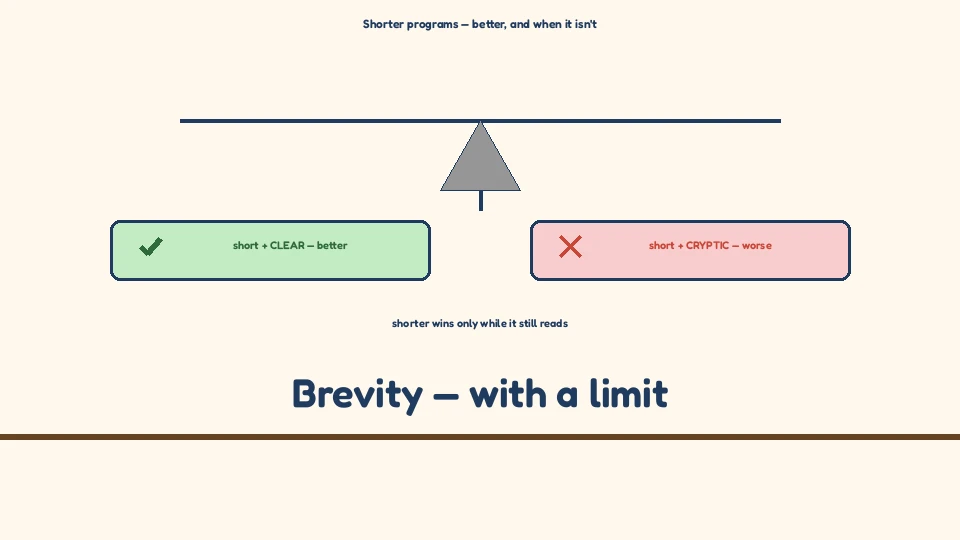 Shorter programs — better, and when it isn't
short + CLEAR — better
short + CRYPTIC — worse
shorter wins only while it still reads
Brevity — with a limit